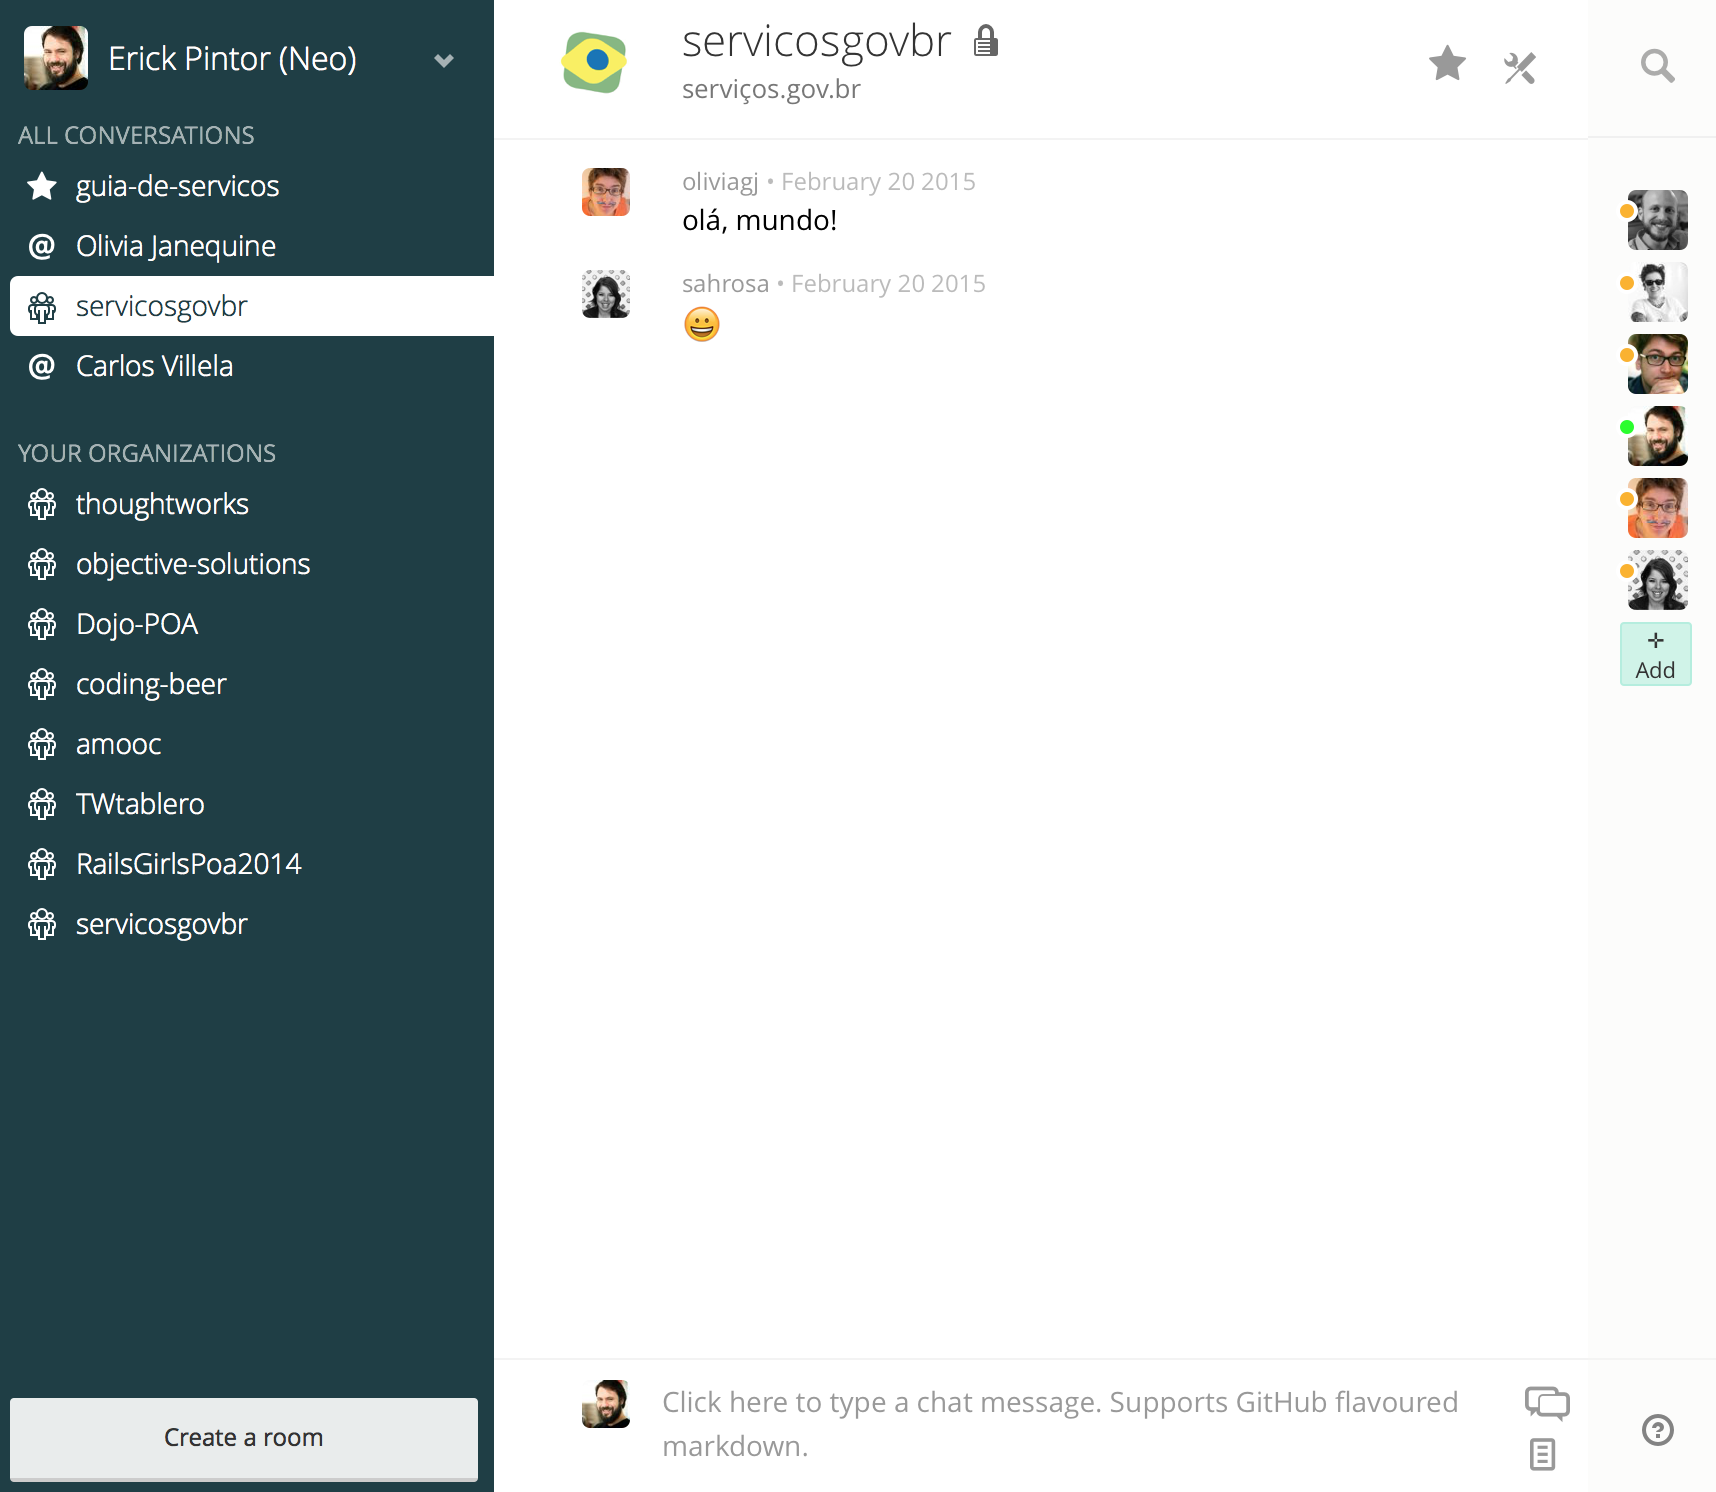 Erick Pintor (Neo)
ALL CONVERSATIONS
guia-de-servicos
@ Olivia Janequine
servicosgovbr
@ Carlos Villela
YOUR ORGANIZATIONS
thoughtworks
objective-solutions
Dojo-POA
coding-beer
amooc
TWtablero
RailsGirlsPoa2014
servicosgovbr
Create a room
servicosgovbr
serviços.gov.br
oliviagj • February 20 2015
olá, mundo!
sahrosa • February 20 2015
😀
Click here to type a chat message. Supports GitHub flavoured
markdown.
+
Add
?